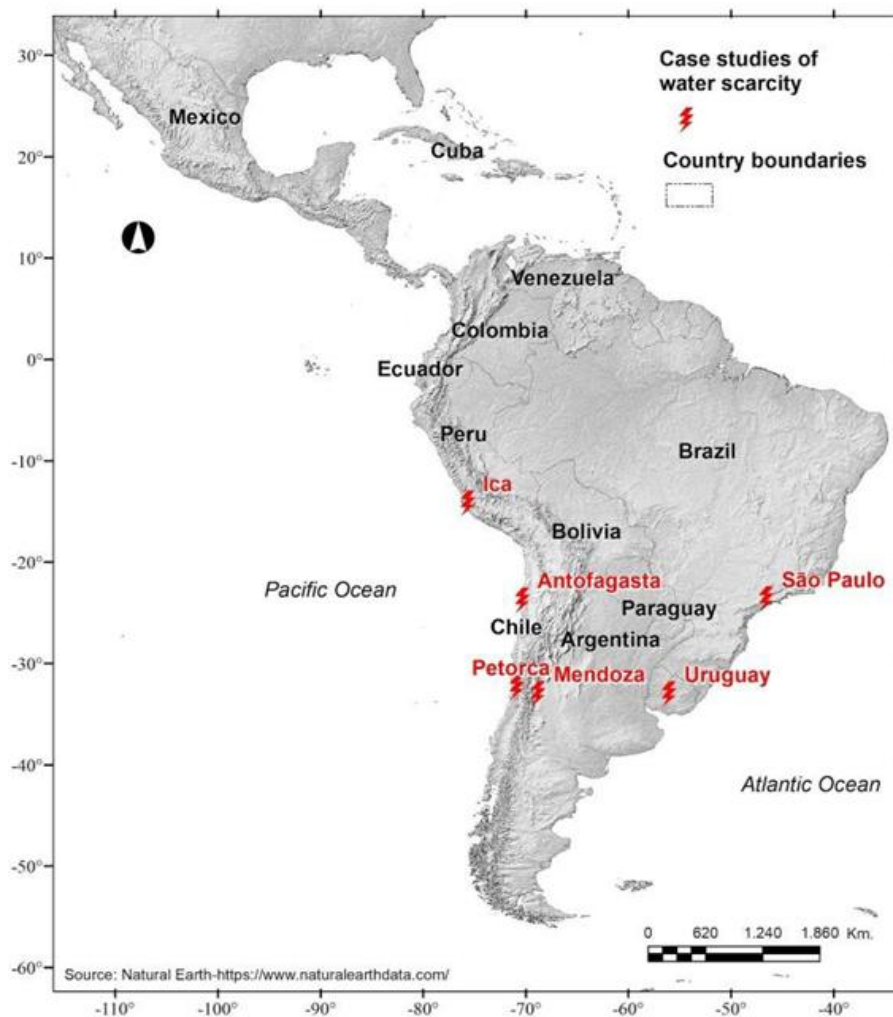 Case studies of
water scarcity
Country boundaries
Mexico
Cuba
Venezuela
Colombia
Ecuador
Peru
Brazil
Ica
Bolivia
Pacific Ocean
Antofagasta
São Paulo
Paraguay
Chile
Argentina
Petorca
Mendoza
Uruguay
Atlantic Ocean
0 620 1.240 1.860 Km.
Source: Natural Earth-https://www.naturalearthdata.com/
30°
20°
10°
0°
-10°
-20°
-30°
-40°
-50°
-60°
-110° -100° -90° -80° -70° -60° -50° -40°